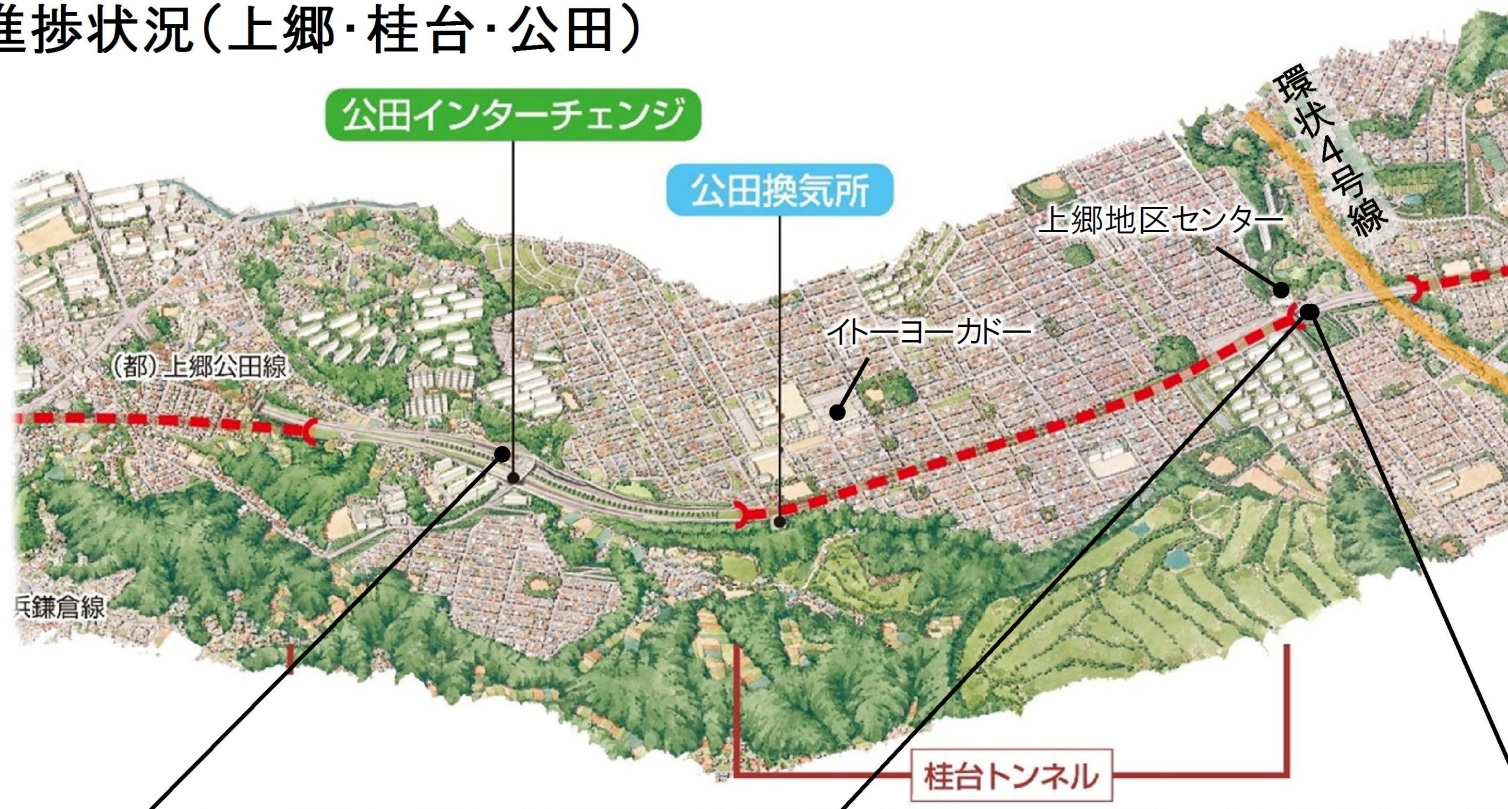 進捗状況（上郷・桂台・公田）
公田インターチェンジ
公田換気所
環状4号線
上郷地区センター
イトーヨーカドー
(都)上郷公田線
浜鎌倉線
桂台トンネル